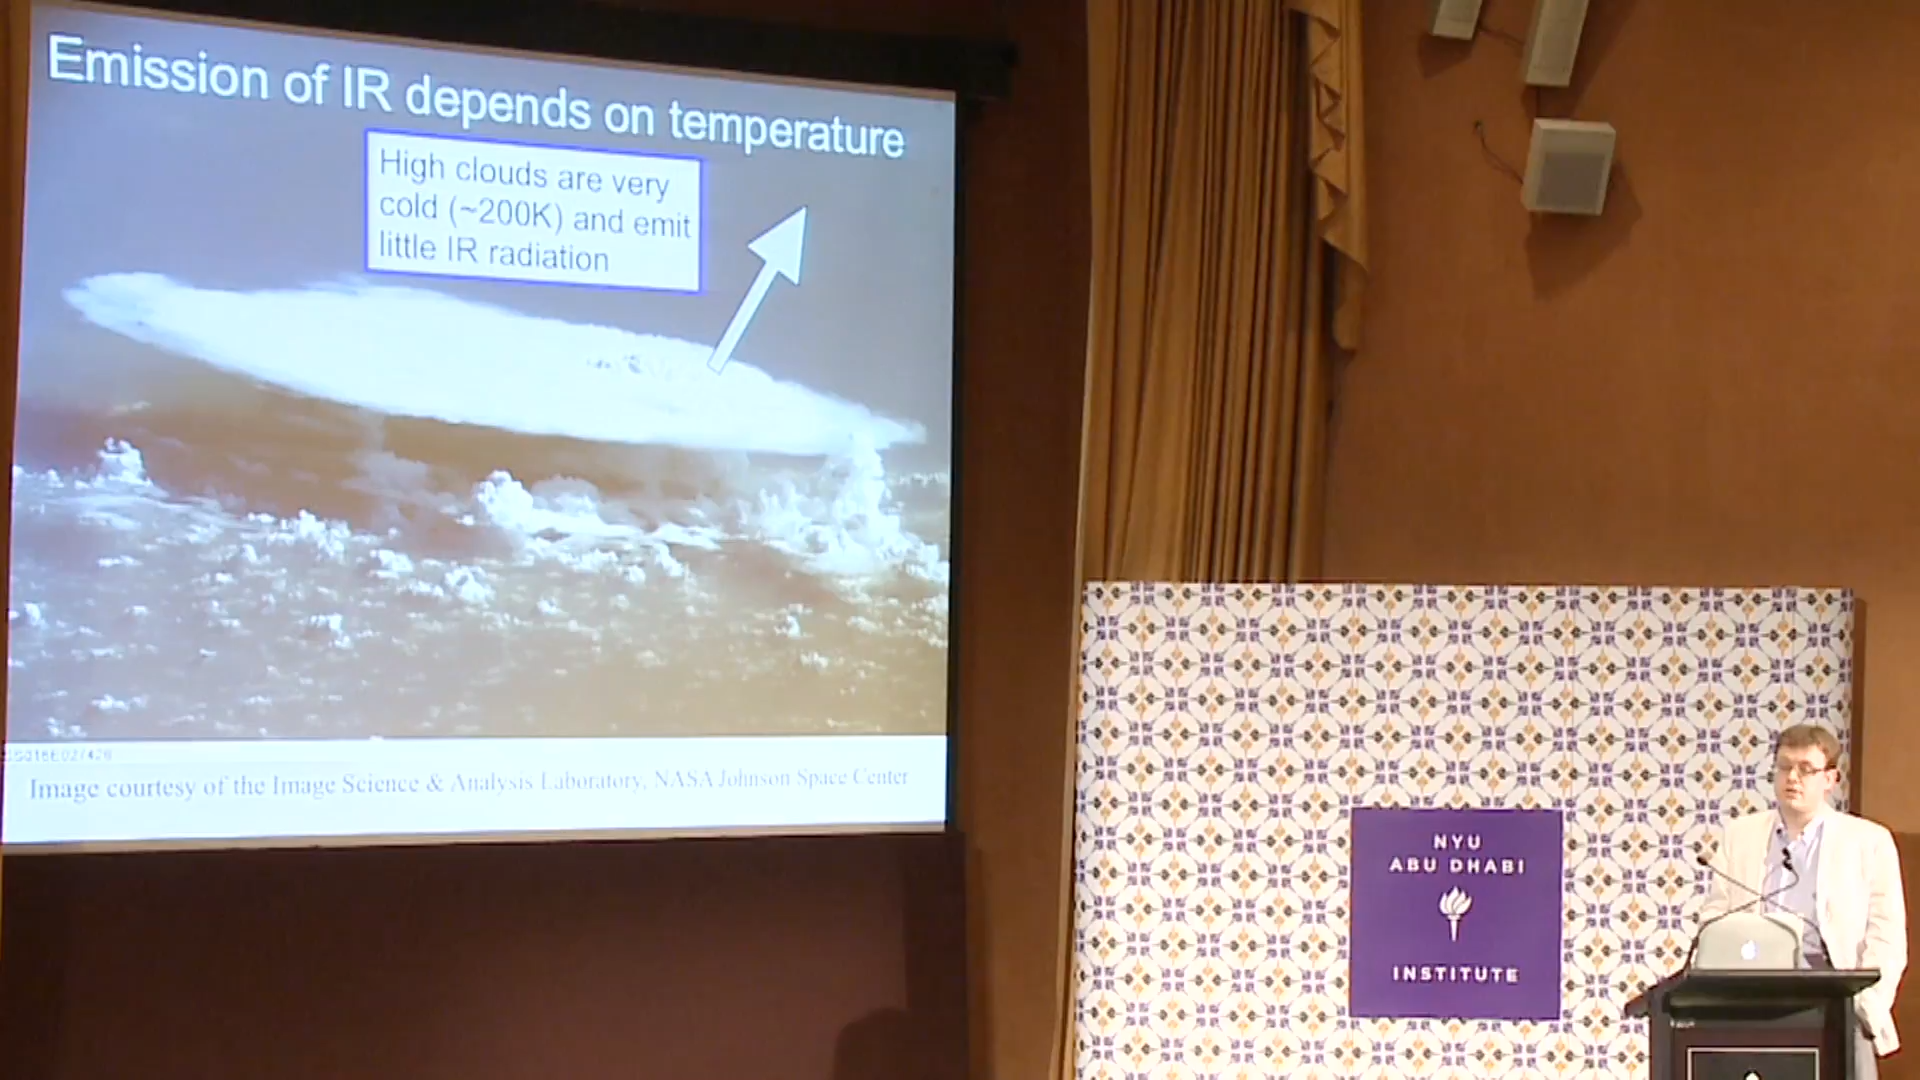 Emission of IR depends on temperature
High clouds are very
cold (~200K) and emit
little IR radiation
Image courtesy of the Image Science & Analysis Laboratory, NASA Johnson Space Center
NYU
ABU DHABI
INSTITUTE